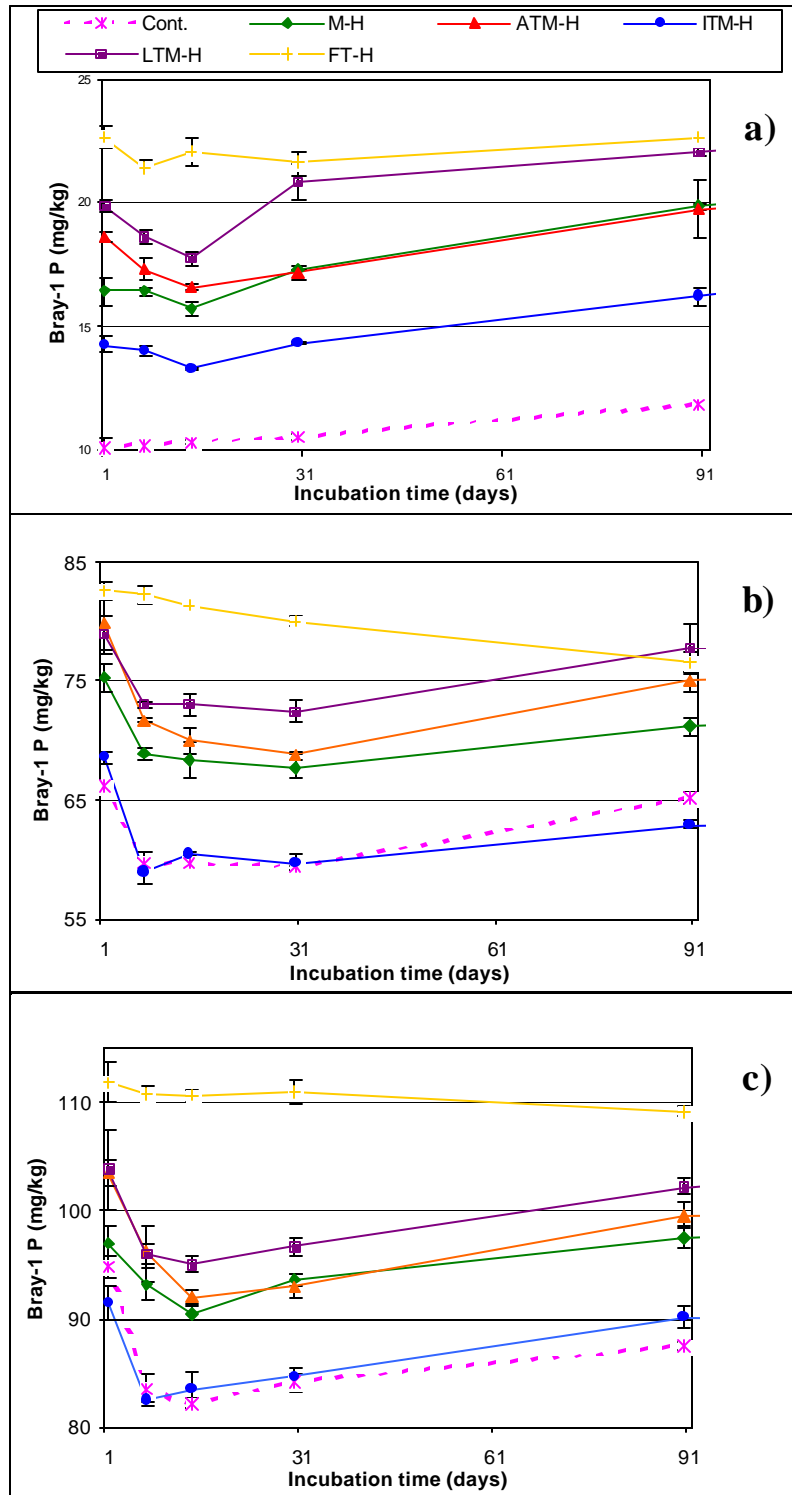 Cont. M-H ATM-H ITM-H
LTM-H FT-H
a)
Bray-1 P (mg/kg)
25
20
15
10
1 31 61 91
Incubation time (days)
b)
Bray-1 P (mg/kg)
85
75
65
55
1 31 61 91
Incubation time (days)
c)
Bray-1 P (mg/kg)
110
100
90
80
1 31 61 91
Incubation time (days)